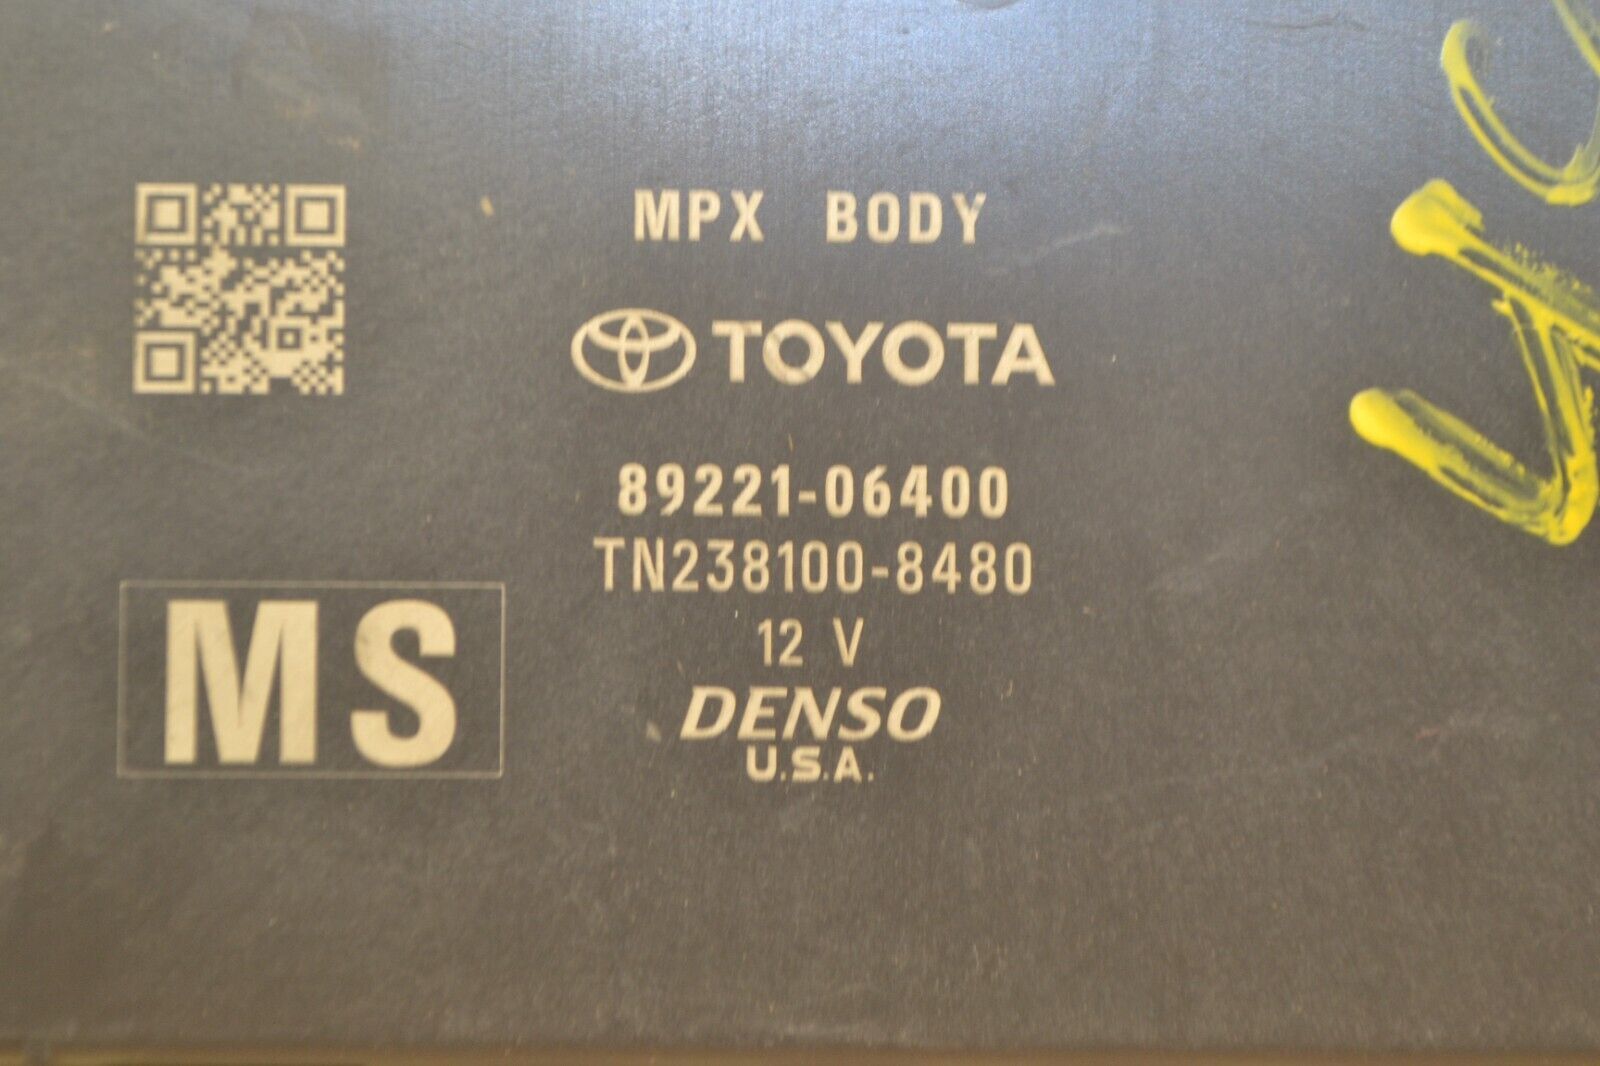 MPX BODY
TOYOTA
89221-06400
TN238100-8480
12 V
DENSO
U.S.A.
MS